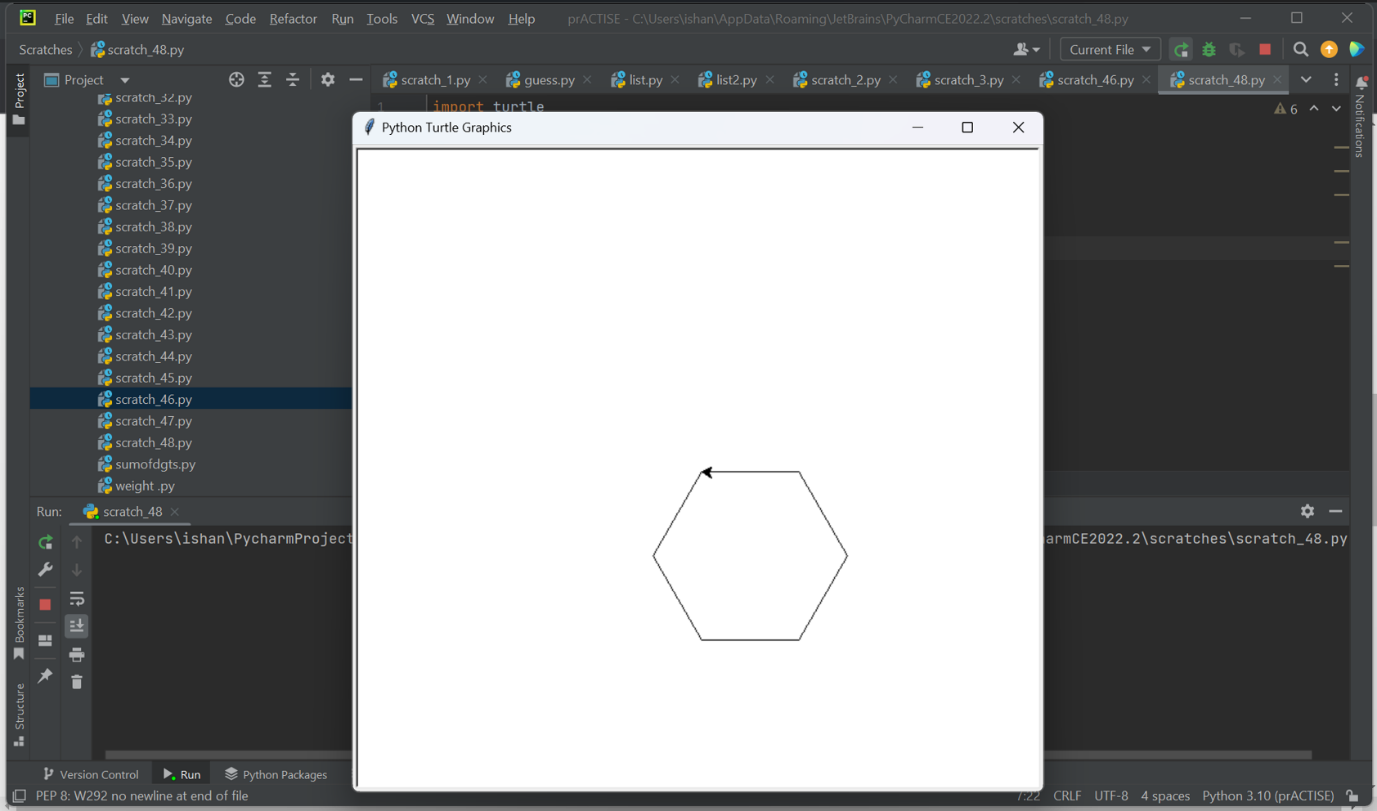 PC File Edit View Navigate Code Refactor Run Tools VCS Window Help prACTISE - C:\Users\ishan\AppData\Roaming\JetBrains\PyCharmCE2022.2\scratches\scratch_48.py
Scratches scratch_48.py Current File
Project Project scratch_1.py guess.py list.py list2.py scratch_2.py scratch_3.py scratch_46.py scratch_48.py
scratch_32.py
1 import turtle 6
Notifications
Python Turtle Graphics
scratch_33.py
scratch_34.py
scratch_35.py
scratch_36.py
scratch_37.py
scratch_38.py
scratch_39.py
scratch_40.py
scratch_41.py
scratch_42.py
scratch_43.py
scratch_44.py
scratch_45.py
scratch_46.py
scratch_47.py
scratch_48.py
sumofdgts.py
weight .py
Run: scratch_48
C:\Users\ishan\PycharmProject
armCE2022.2\scratches\scratch_48.py
Bookmarks
Structure
Version Control Run Python Packages
PEP 8: W292 no newline at end of file 7:22 CRLF UTF-8 4 spaces Python 3.10 (prACTISE)